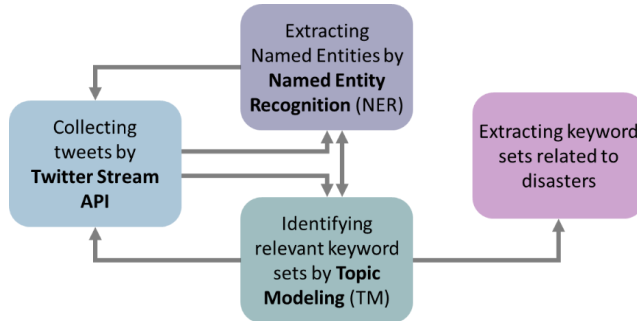 Extracting
Named Entities by
Named Entity
Recognition (NER)
Collecting
tweets by
Twitter Stream
API
Extracting keyword
sets related to
disasters
Identifying
relevant keyword
sets by Topic
Modeling (TM)